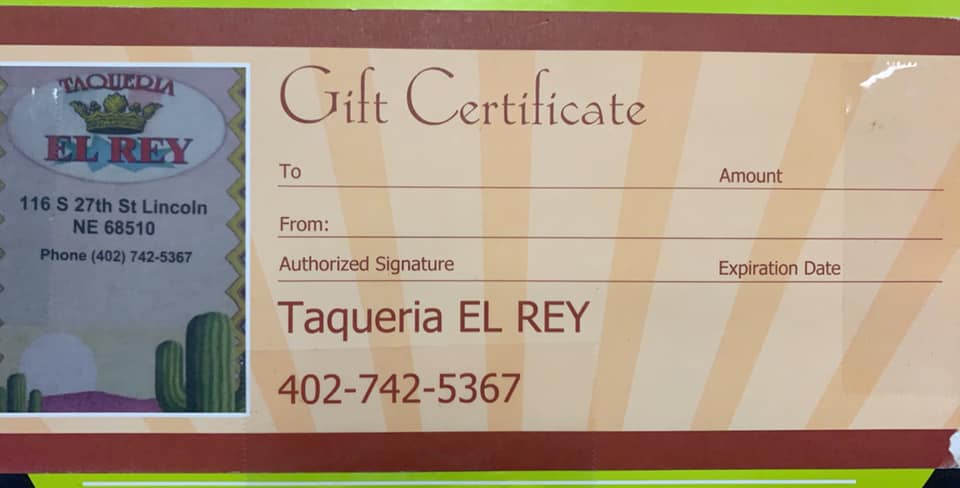 TAQUERIA
EL REY
116 S 27th St Lincoln
NE 68510
Phone (402) 742-5367
Gift Certificate
To
Amount
From:
Authorized Signature
Expiration Date
Taqueria EL REY
402-742-5367